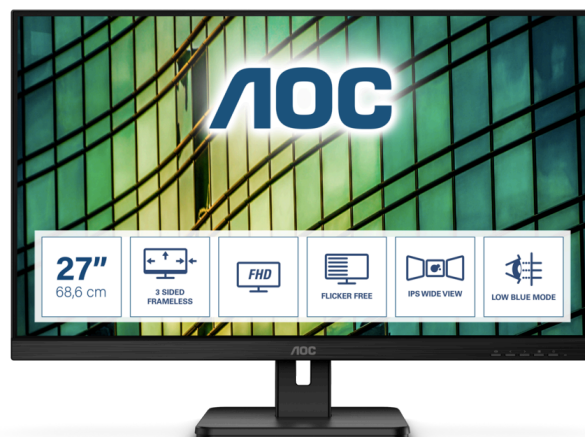 AOC
27"
68,6 cm
3 SIDED
FRAMELESS
FHD
FLICKER FREE
IPS WIDE VIEW
LOW BLUE MODE
AOC